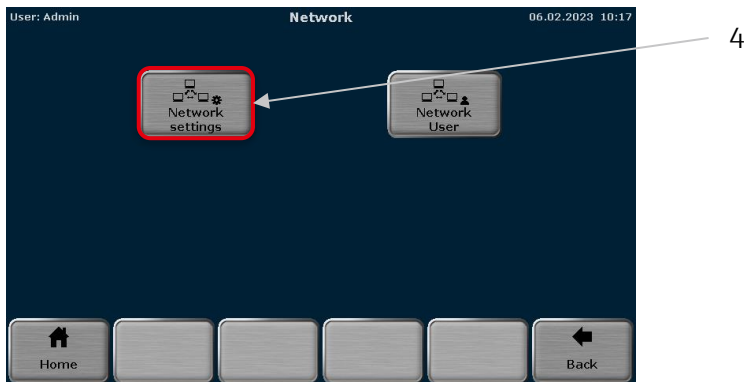 User: Admin Network 06.02.2023 10:17
4
Network
settings
Network
User
Home
Back